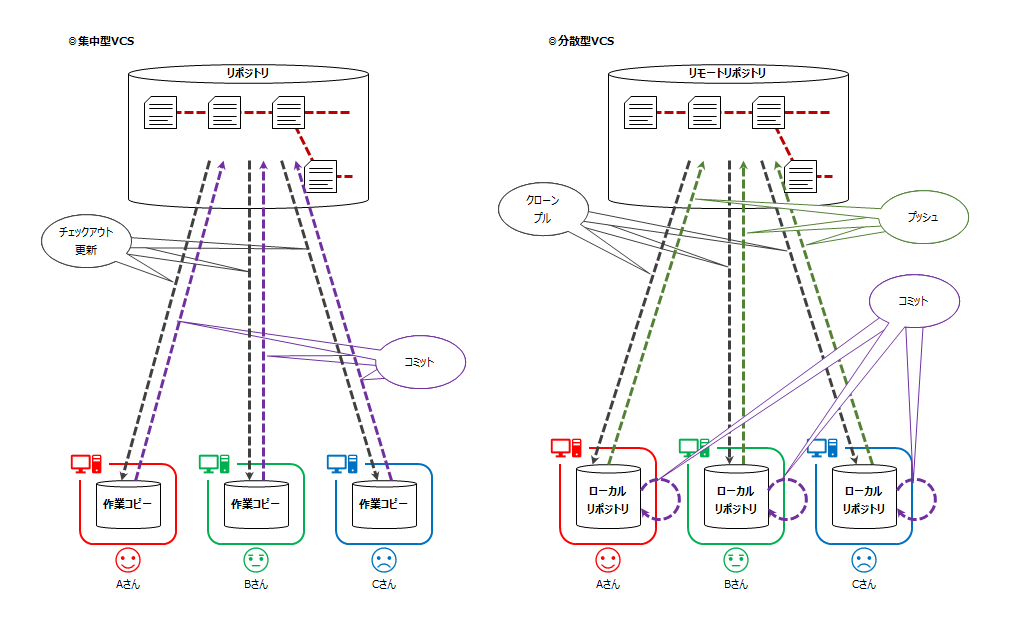 ◎集中型VCS
リポジトリ
チェックアウト
更新
コミット
作業コピー
作業コピー
作業コピー
Aさん
Bさん
Cさん
◎分散型VCS
リモートリポジトリ
クローン
プル
プッシュ
コミット
ローカル
リポジトリ
ローカル
リポジトリ
ローカル
リポジトリ
Aさん
Bさん
Cさん